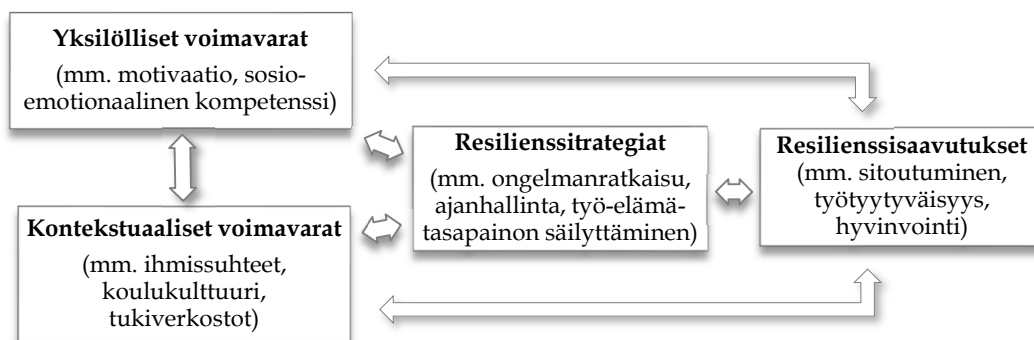 Yksilölliset voimavarat
(mm. motivaatio, sosio-
emotionaalinen kompetenssi)
Kontekstuaaliset voimavarat
(mm. ihmissuhteet,
koulukulttuuri,
tukiverkostot)
Resilienssitrategiat
(mm. ongelmanratkaisu,
ajanhallinta, työ-elämä-
tasapainon säilyttäminen)
Resilienssisaavutukset
(mm. sitoutuminen,
työtyytyväisyys,
hyvinvointi)